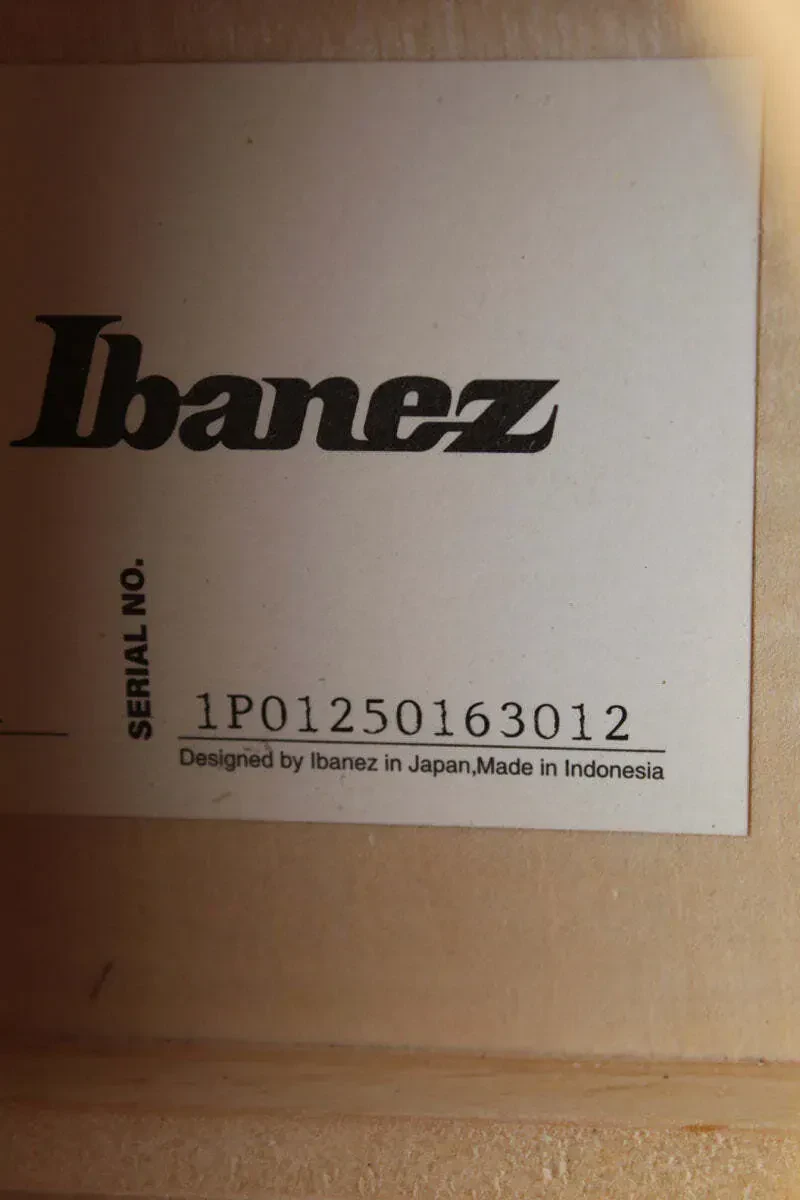 Ibanez
SERIAL NO.
1P01250163012
Designed by Ibanez in Japan,Made in Indonesia